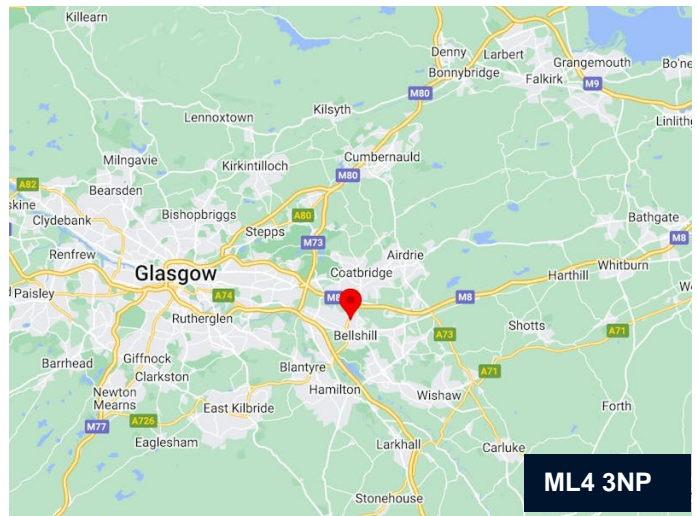 Killearn
Denny
Larbert
Grangemouth
Bonnybridge
Falkirk
M9
Bo'ne
M80
Kilsyth
Lennoxtown
Linlithg
Milngavie
Kirkintilloch
Cumbernauld
M80
A82
Bearsden
skine
Clydebank
Bishopbriggs
A80
Stepps
Bathgate
M73
M8
Renfrew
Airdrie
Coatbridge
Whitburn
Glasgow
Harthill
Paisley
A74
M8
M8
Rutherglen
Shotts
A73
A71
Bellshill
Barrhead
Giffnock
Clarkston
Blantyre
A71
Newton
Mearns
Hamilton
Wishaw
Forth
East Kilbride
A726
M77
Eaglesham
Larkhall
Carluke
ML4 3NP
Stonehouse